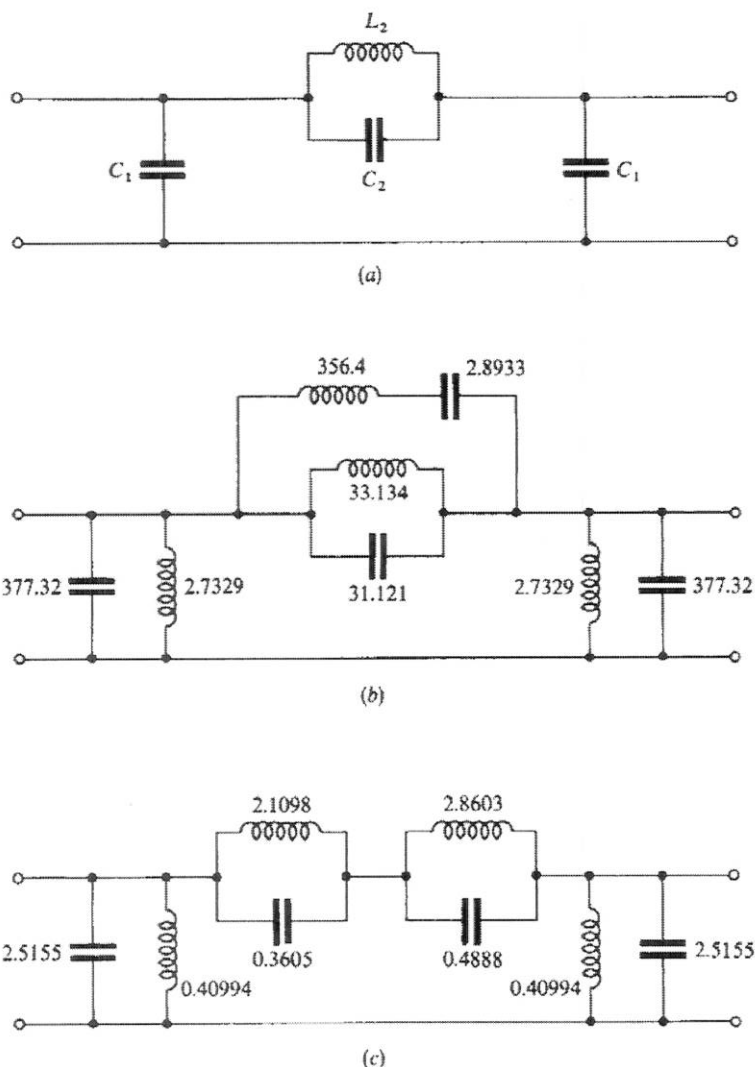 L₂
C₁ C₂ C₁
(a)
356.4 2.8933
33.134
377.32 2.7329 31.121 2.7329 377.32
(b)
2.1098 2.8603
2.5155 0.40994 0.3605 0.4888 0.40994 2.5155
(c)